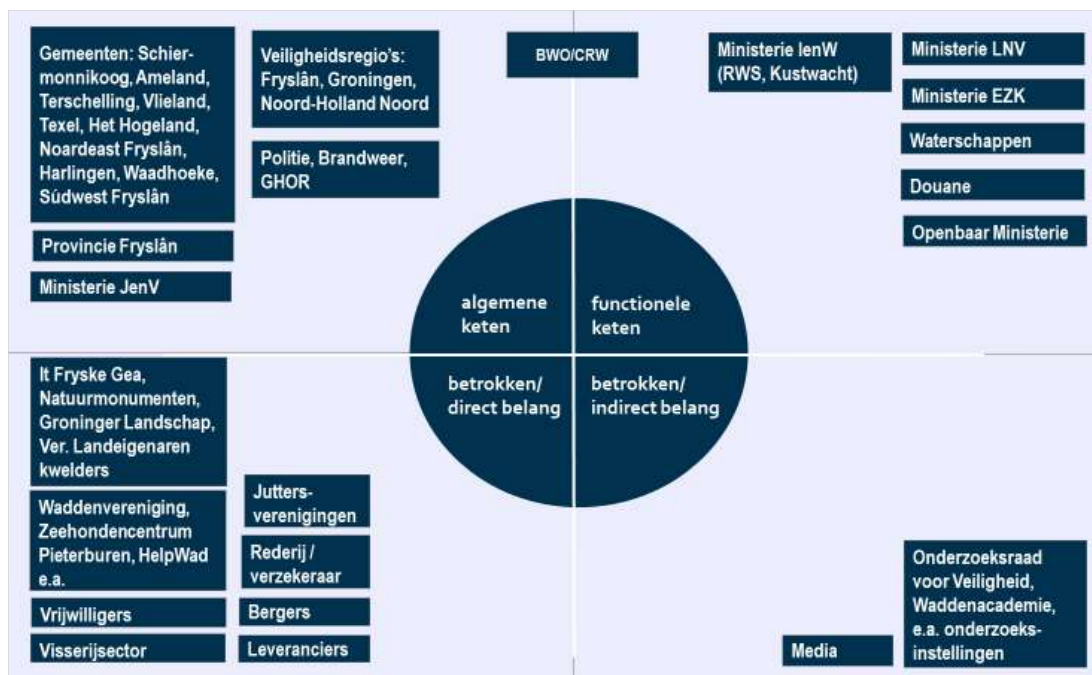 Gemeenten: Schier-
monnikoog, Ameland,
Terschelling, Vlieland,
Texel, Het Hogeland,
Noardeast Fryslân,
Harlingen, Waadhoeke,
Súdwest Fryslân
Provincie Fryslân
Ministerie JenV
Veiligheidsregio's:
Fryslân, Groningen,
Noord-Holland Noord
Politie, Brandweer,
GHOR
BWO/CRW
Ministerie IenW
(RWS, Kustwacht)
Ministerie LNV
Ministerie EZK
Waterschappen
Douane
Openbaar Ministerie
algemene
keten
functionele
keten
betrokken/
direct belang
betrokken/
indirect belang
It Fryske Gea,
Natuurmonumenten,
Groninger Landschap,
Ver. Landeigenaren
kwelders
Waddenvereniging,
Zeehondencentrum
Pieterburen, HelpWad
e.a.
Vrijwilligers
Visserijsector
Jutters-
verenigingen
Rederij /
verzekeraar
Bergers
Leveranciers
Media
Onderzoeksraad
voor Veiligheid,
Waddenacademie,
e.a. onderzoeks-
instellingen